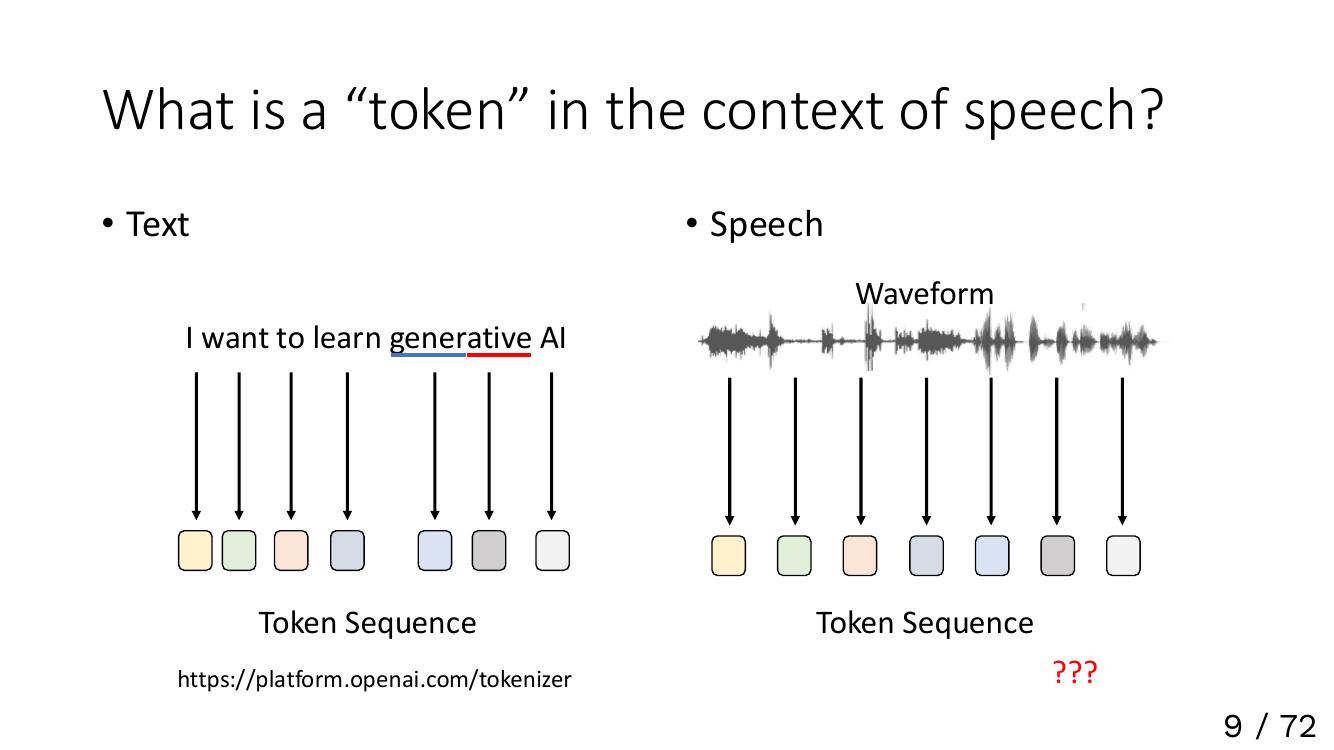 What is a “token” in the context of speech?
• Text
I want to learn generative AI
Token Sequence
https://platform.openai.com/tokenizer
• Speech
Waveform
Token Sequence
???
9 / 72